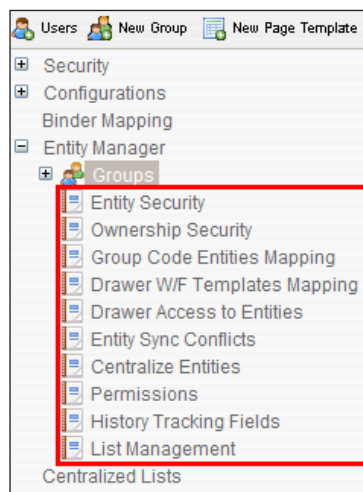 Users New Group New Page Template
Security
Configurations
Binder Mapping
Entity Manager
Groups
Entity Security
Ownership Security
Group Code Entities Mapping
Drawer W/F Templates Mapping
Drawer Access to Entities
Entity Sync Conflicts
Centralize Entities
Permissions
History Tracking Fields
List Management
Centralized Lists